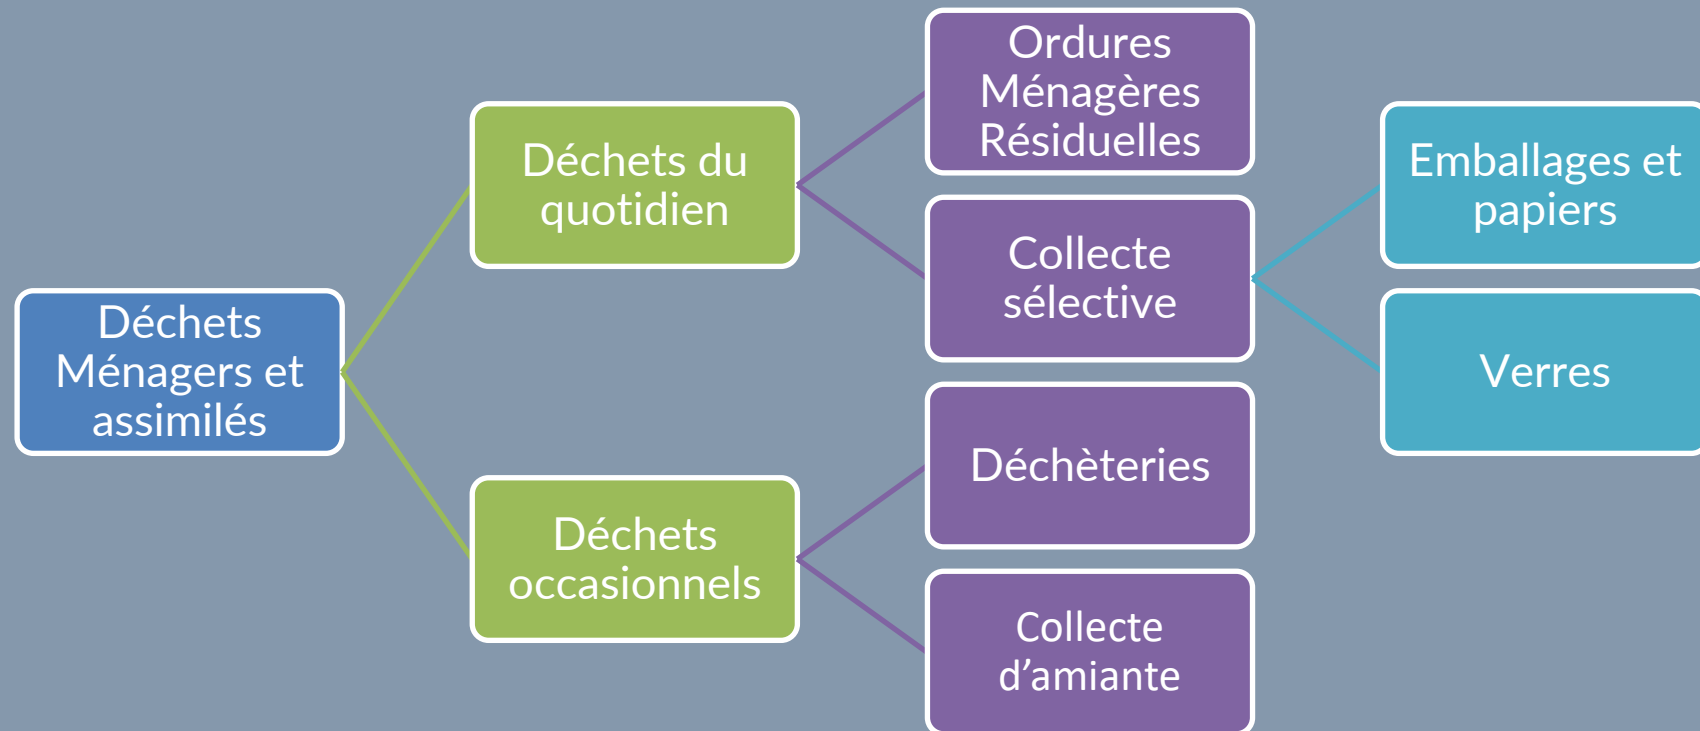 Déchets
Ménagers et
assimilés
Déchets du
quotidien
Ordures
Ménagères
Résiduelles
Collecte
sélective
Emballages et
papiers
Verres
Déchets
occasionnels
Déchèteries
Collecte
d’amiante